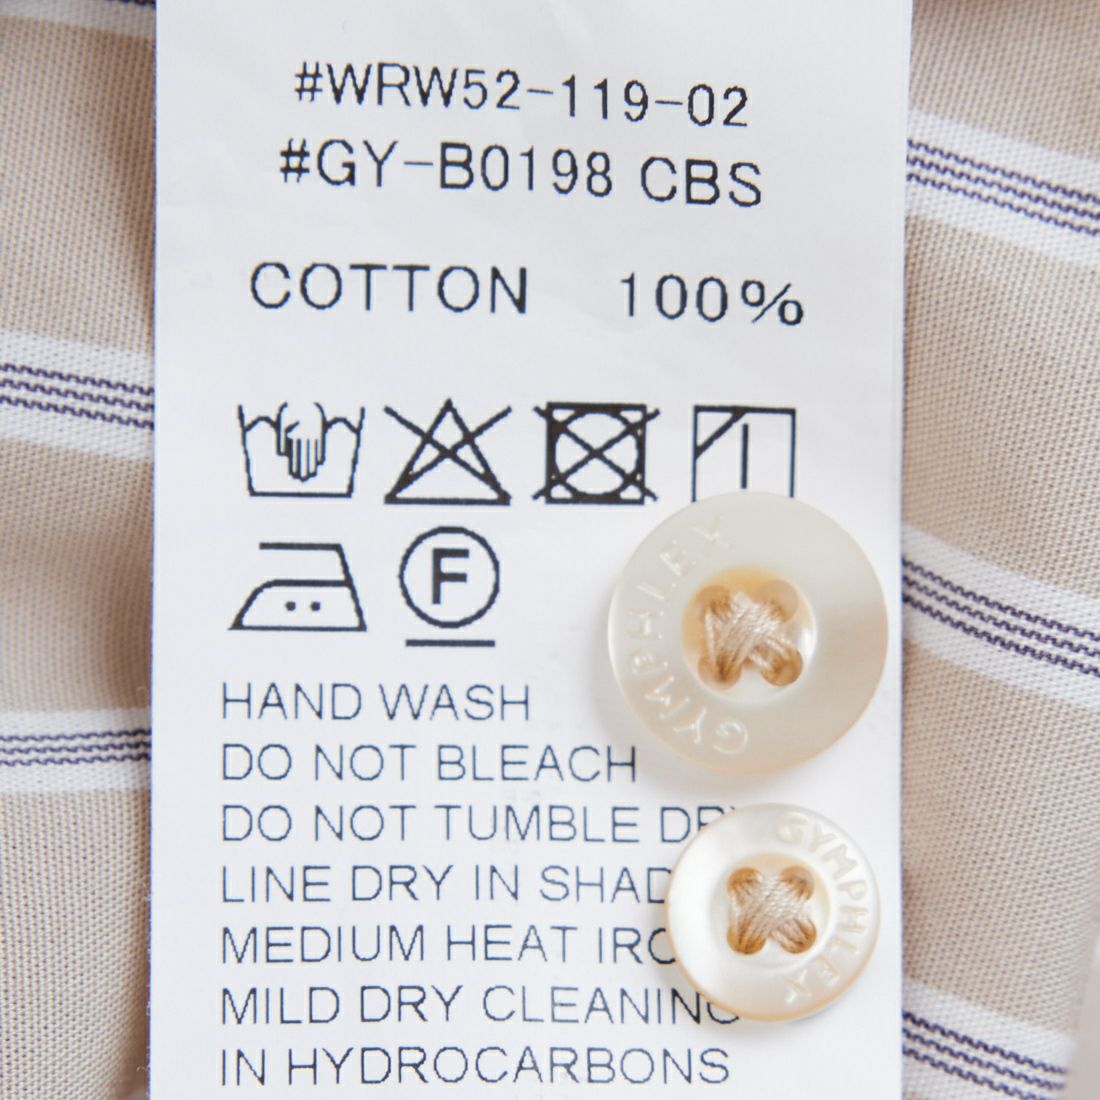 #WRW52-119-02
#GY-B0198 CBS
COTTON 100%
F
HAND WASH
DO NOT BLEACH
DO NOT TUMBLE
LINE DRY IN
MEDIUM HEAT
MILD DRY CLEANING
IN HYDROCARBONS
GYMPHLEX
GYMPHLEX